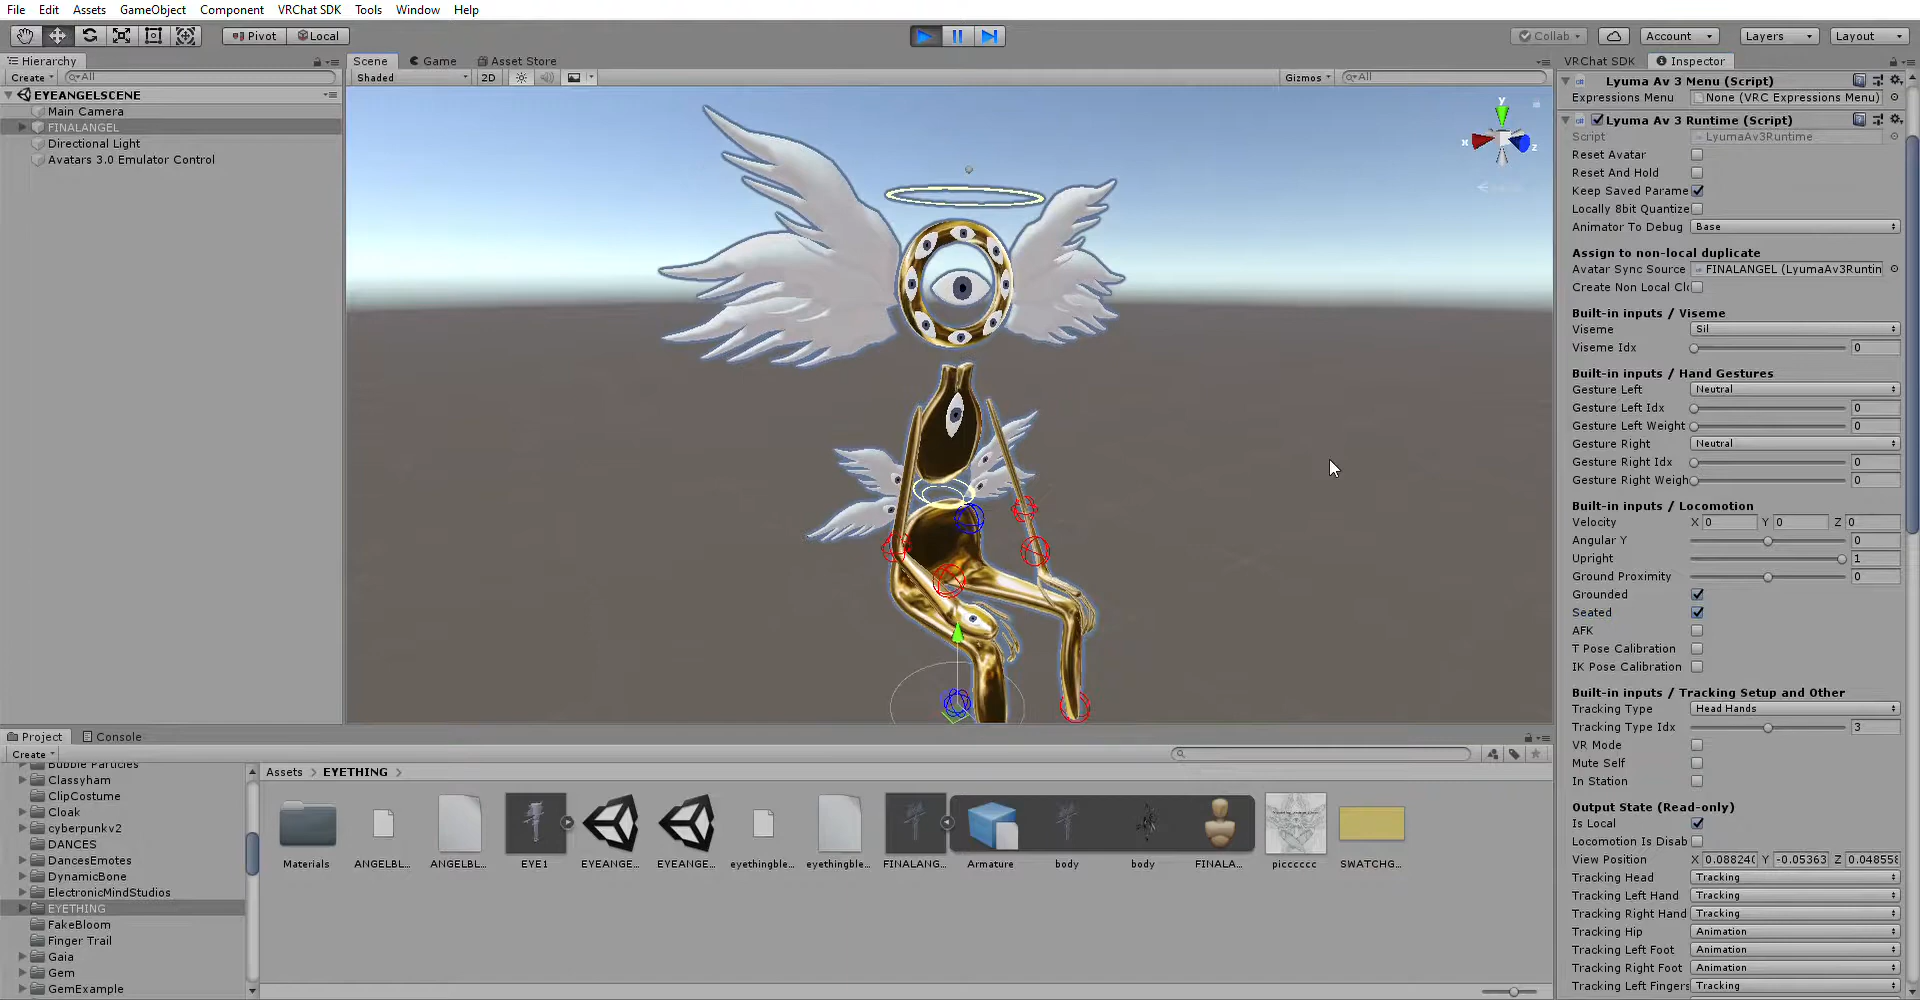 File Edit Assets GameObject Component VRChat SDK Tools Window Help
Pivot Local Collab Account Layers Layout
Hierarchy
Create All
EYEANGELSCENE
Main Camera
FINALANGEL
Directional Light
Avatars 3.0 Emulator Control
Scene Game Asset Store
Shaded 2D Gizmos All
y
x z
VRChat SDK Inspector
Lyuma Av 3 Menu (Script)
Expressions Menu None (VRC Expressions Menu)
Lyuma Av 3 Runtime (Script)
Script LyumaAv3Runtime
Reset Avatar
Reset And Hold
Keep Saved Parame
Locally 8bit Quantize
Animator To Debug Base
Assign to non-local duplicate
Avatar Sync Source FINALANGEL (LyumaAv3Runtin
Create Non Local Clo
Built-in inputs / Viseme
Viseme Sil
Viseme Idx 0
Built-in inputs / Hand Gestures
Gesture Left Neutral
Gesture Left Idx 0
Gesture Left Weight 0
Gesture Right Neutral
Gesture Right Idx 0
Gesture Right Weigh 0
Built-in inputs / Locomotion
Velocity X 0 Y 0 Z 0
Angular Y 0
Upright 1
Ground Proximity 0
Grounded
Seated
AFK
T Pose Calibration
IK Pose Calibration
Built-in inputs / Tracking Setup and Other
Tracking Type Head Hands
Tracking Type Idx 3
VR Mode
Mute Self
In Station
Output State (Read-only)
Is Local
Locomotion Is Disab
View Position X 0.08824( Y -0.05363 Z 0.048558
Tracking Head Tracking
Tracking Left Hand Tracking
Tracking Right Hand Tracking
Tracking Hip Animation
Tracking Left Foot Animation
Tracking Right Foot Animation
Tracking Left Fingers Tracking
Project Console
Create
Bubble Particles
Classyham
ClipCostume
Cloak
cyberpunkv2
DANCES
DancesEmotes
DynamicBone
ElectronicMindStudios
EYETHING
FakeBloom
Finger Trail
Gaia
Gem
GemExample
Assets > EYETHING >
Materials ANGELBL... ANGELBL... EYE1 EYEANGE... EYEANGE... eyethingble... eyethingble... FINALANG... Armature body body FINALA... picccccc SWATCHG...